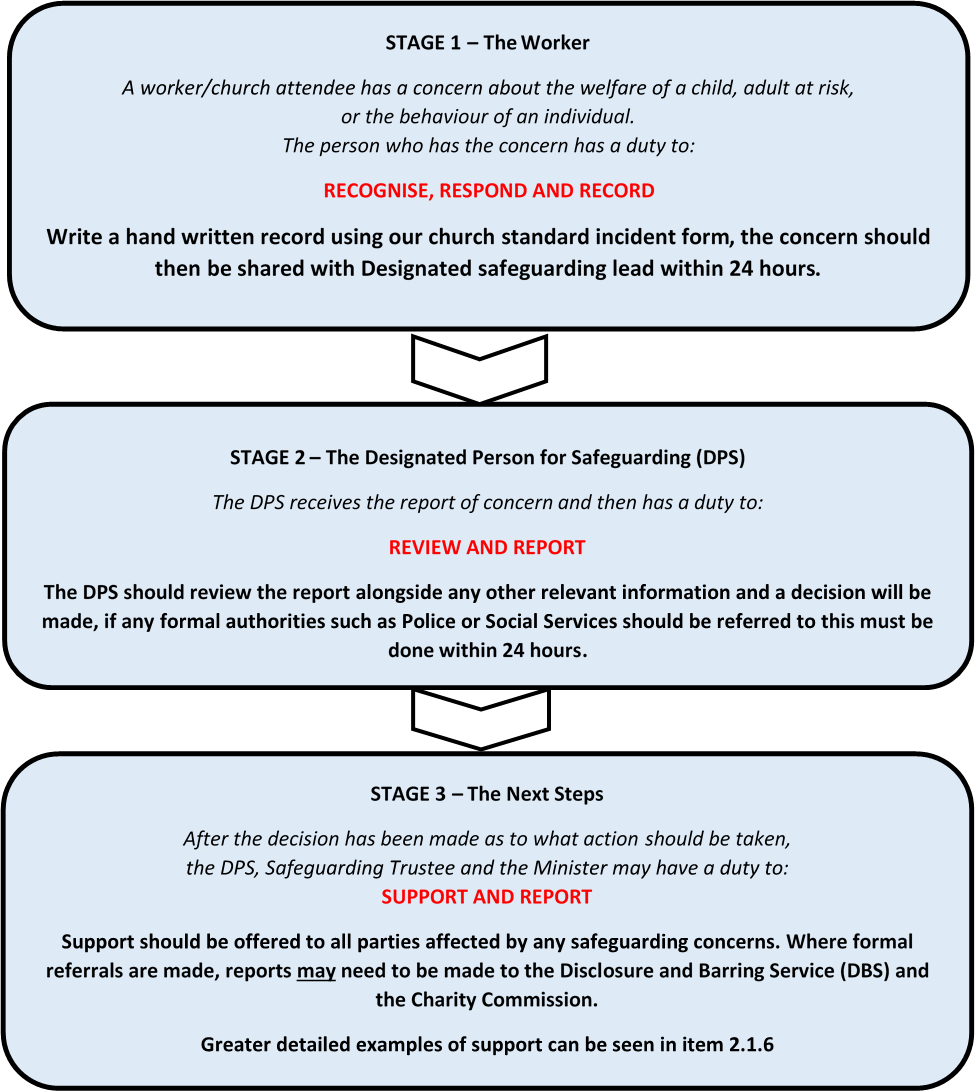 STAGE 1 – The Worker
A worker/church attendee has a concern about the welfare of a child, adult at risk,
or the behaviour of an individual.
The person who has the concern has a duty to:
RECOGNISE, RESPOND AND RECORD
Write a hand written record using our church standard incident form, the concern should
then be shared with Designated safeguarding lead within 24 hours.
STAGE 2 – The Designated Person for Safeguarding (DPS)
The DPS receives the report of concern and then has a duty to:
REVIEW AND REPORT
The DPS should review the report alongside any other relevant information and a decision will be
made, if any formal authorities such as Police or Social Services should be referred to this must be
done within 24 hours.
STAGE 3 – The Next Steps
After the decision has been made as to what action should be taken,
the DPS, Safeguarding Trustee and the Minister may have a duty to:
SUPPORT AND REPORT
Support should be offered to all parties affected by any safeguarding concerns. Where formal
referrals are made, reports may need to be made to the Disclosure and Barring Service (DBS) and
the Charity Commission.
Greater detailed examples of support can be seen in item 2.1.6